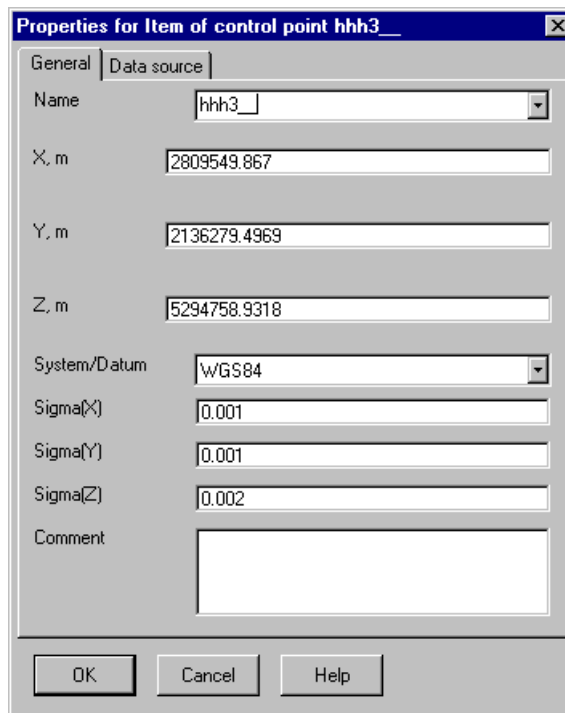 Properties for Item of control point hhh3__
General Data source
Name hhh3__
X, m 2809549.867
Y, m 2136279.4969
Z, m 5294758.9318
System/Datum WGS84
Sigma(X) 0.001
Sigma(Y) 0.001
Sigma(Z) 0.002
Comment
OK Cancel Help